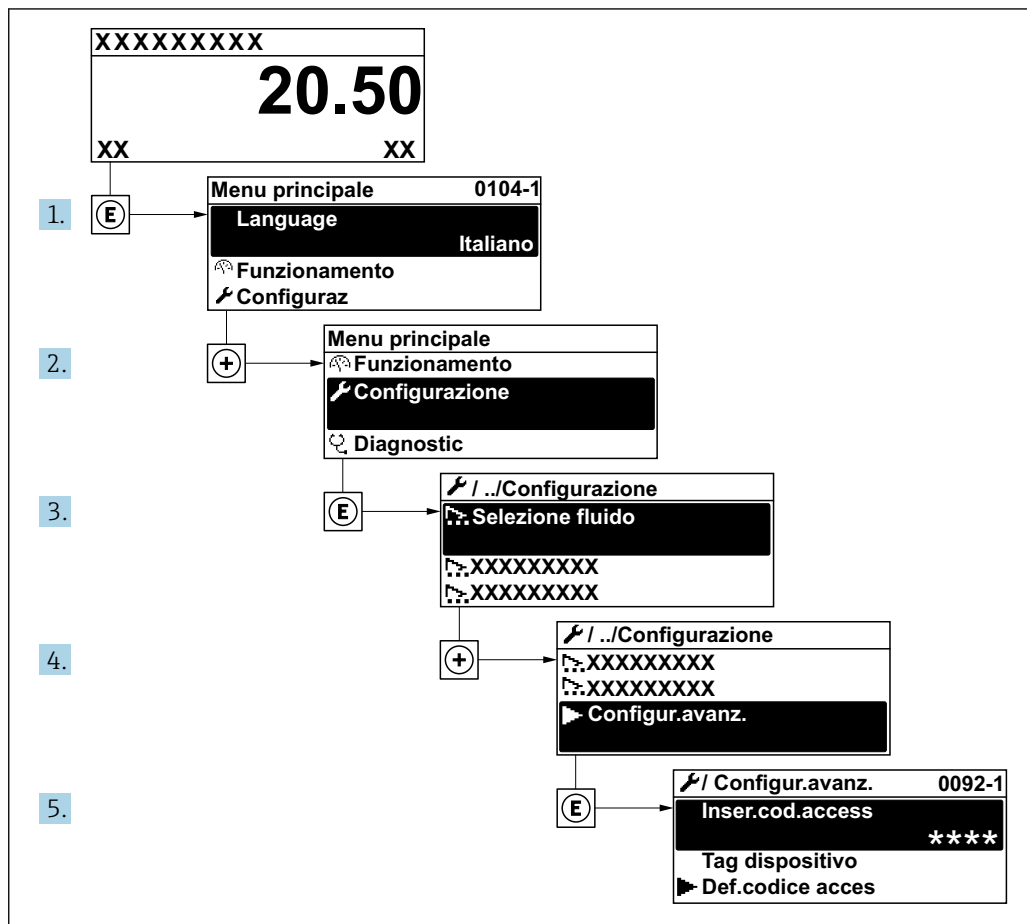 XXXXXXXXX
20.50
XX XX
1. E
Menu principale 0104-1
Language
Italiano
Funzionamento
Configuraz
2. +
Menu principale
Funzionamento
Configurazione
Diagnostic
3. E
/ ../Configurazione
Selezione fluido
XXXXXXXXX
XXXXXXXXX
4. +
/ ../Configurazione
XXXXXXXXX
XXXXXXXXX
Configur.avanz.
5. E
/ Configur.avanz. 0092-1
Inser.cod.access
****
Tag dispositivo
Def.codice acces